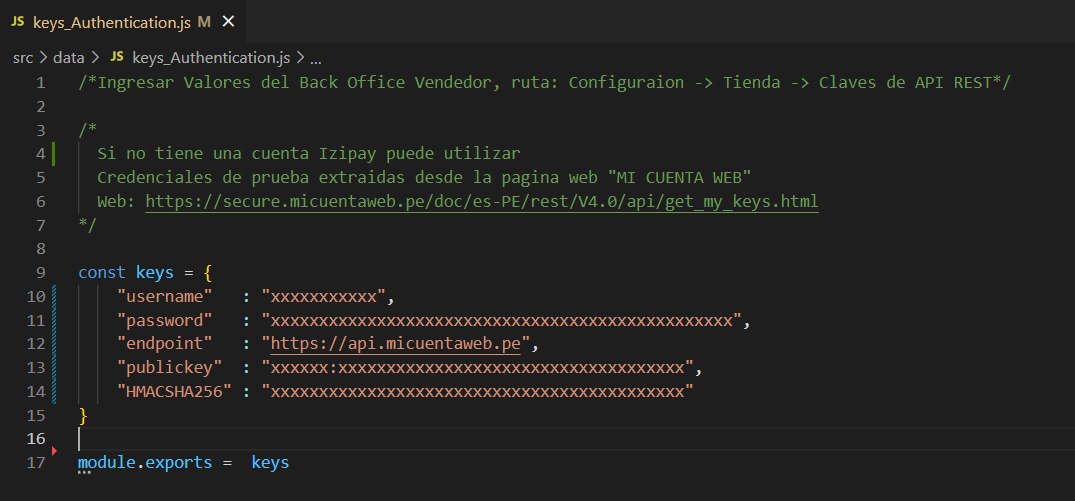 JS keys_Authentication.js M ×
src > data > JS keys_Authentication.js > ...
1 /*Ingresar Valores del Back Office Vendedor, ruta: Configuraion -> Tienda -> Claves de API REST*/
2
3 /*
4 Si no tiene una cuenta Izipay puede utilizar
5 Credenciales de prueba extraidas desde la pagina web "MI CUENTA WEB"
6 Web: https://secure.micuentaweb.pe/doc/es-PE/rest/V4.0/api/get_my_keys.html
7 */
8
9 const keys = {
10 "username" : "xxxxxxxxxxx",
11 "password" : "xxxxxxxxxxxxxxxxxxxxxxxxxxxxxxxxxxxxxxxxxxxxxxxx",
12 "endpoint" : "https://api.micuentaweb.pe",
13 "publickey" : "xxxxxx:xxxxxxxxxxxxxxxxxxxxxxxxxxxxxxxxxxxx",
14 "HMACSHA256" : "xxxxxxxxxxxxxxxxxxxxxxxxxxxxxxxxxxxxxxxxxxx"
15 }
16
17 module.exports = keys